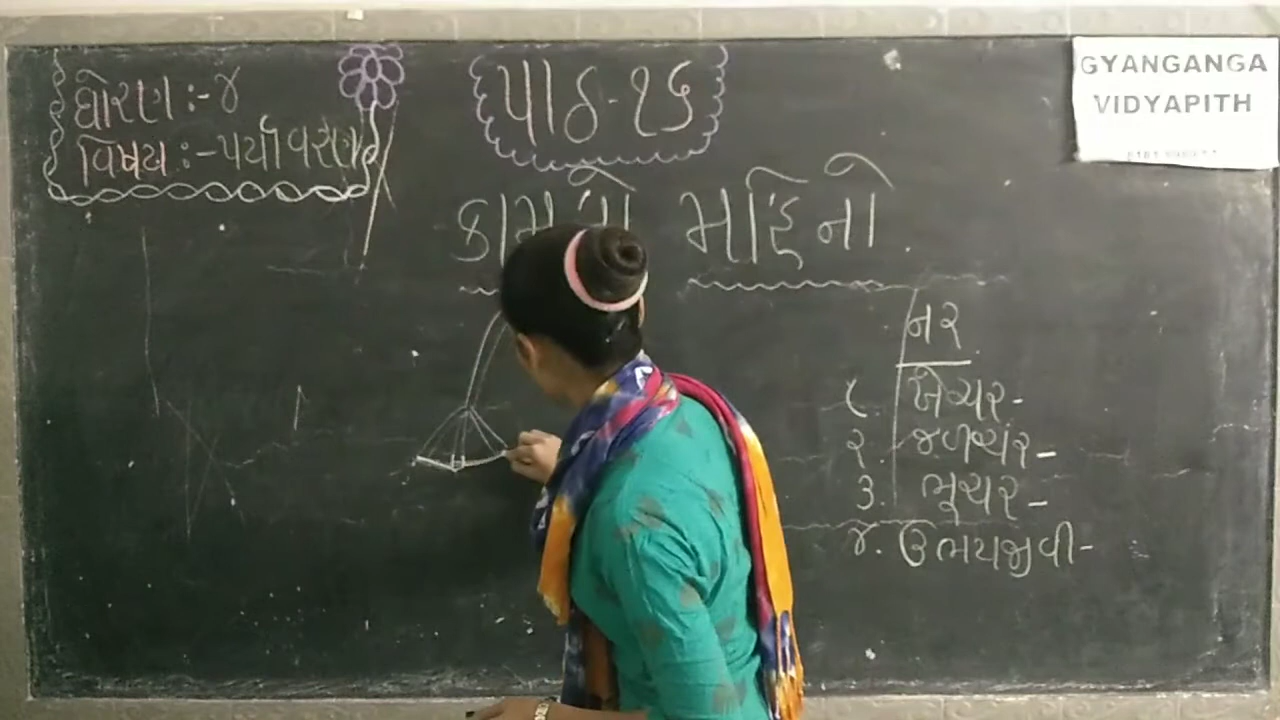 ધોરણ :- ૪
વિષય :- પર્યાવરણ
પાઠ-૧૬
મહિનો.
GYANGANGA
VIDYAPITH
નર
૧. ખેચર-
૨. જળચર-
૩. ભૂચર-
૪. ઉભયજીવી-